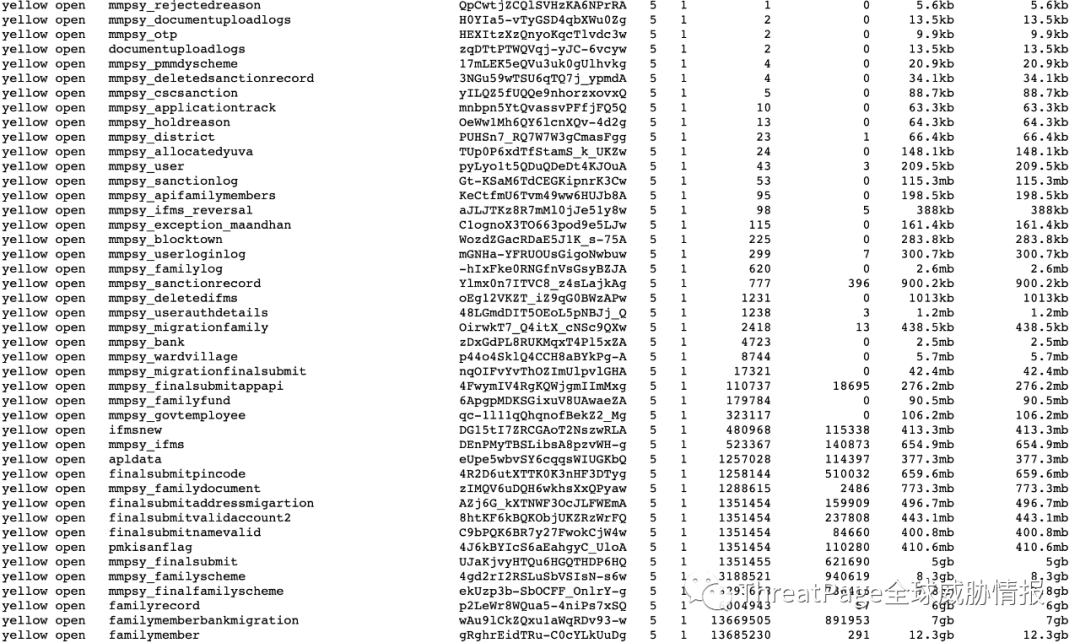 yellow open mmpsy_rejectedreason QpCwtjZCQlSVHzKA6NPrRA 5 1 1 0 5.6kb 5.6kb
yellow open mmpsy_documentuploadlogs H0YIa5-vTyGSD4qbXWu0Zg 5 1 2 0 13.5kb 13.5kb
yellow open mmpsy_otp HEXItzXzQnyoKqcTlvdc3w 5 1 2 0 9.9kb 9.9kb
yellow open documentuploadlogs zqDTtPTWQVqj-yJC-6vcyw 5 1 2 0 13.5kb 13.5kb
yellow open mmpsy_pmmdyscheme 17mLEK5eQVu3uk0gUlhvkg 5 1 4 0 20.9kb 20.9kb
yellow open mmpsy_deletedsanctionrecord 3NGu59wTSU6qTQ7j_ypmdA 5 1 4 0 34.1kb 34.1kb
yellow open mmpsy_cscsanction yILQZ5fUQQe9nhorzxovxQ 5 1 5 0 88.7kb 88.7kb
yellow open mmpsy_applicationtrack mnbpn5YtQvassvPFfjFQ5Q 5 1 10 0 63.3kb 63.3kb
yellow open mmpsy_holdreason OeWwlMh6QY6lcnXQv-4d2g 5 1 13 0 64.3kb 64.3kb
yellow open mmpsy_district PUHSn7_RQ7W7W3gCmasFgg 5 1 23 1 66.4kb 66.4kb
yellow open mmpsy_allocatedyuva TUp0P6xdTfStamS_k_UKZw 5 1 24 0 148.1kb 148.1kb
yellow open mmpsy_user pyLyolt5QDuQDeDt4KJOuA 5 1 43 3 209.5kb 209.5kb
yellow open mmpsy_sanctionlog Gt-KSaM6TdCEGKipnrK3Cw 5 1 53 0 115.3mb 115.3mb
yellow open mmpsy_apifamilymembers KeCtfmU6Tvm49ww6HUJb8A 5 1 95 0 198.5kb 198.5kb
yellow open mmpsy_ifms_reversal aJLJTKz8R7mMl0jJe51y8w 5 1 98 5 388kb 388kb
yellow open mmpsy_exception_maandhan ClognoX3TO663pod9e5LJw 5 1 115 0 161.4kb 161.4kb
yellow open mmpsy_blocktown WozdZGacRDaE5J1K_s-75A 5 1 225 0 283.8kb 283.8kb
yellow open mmpsy_userloginlog mGNHa-YFRUOUsGigoNwbuw 5 1 299 7 300.7kb 300.7kb
yellow open mmpsy_familylog -hIxFke0RNGfnVsGsyBZJA 5 1 620 0 2.6mb 2.6mb
yellow open mmpsy_sanctionrecord Ylmx0n7ITVC8_z4sLajkAg 5 1 777 396 900.2kb 900.2kb
yellow open mmpsy_deletedifms oEgl2VKZT_iZ9qG0BWzAPw 5 1 1231 0 1013kb 1013kb
yellow open mmpsy_userauthdetails 48LGmdDIT5OEoL5pNBJj_Q 5 1 1238 3 1.2mb 1.2mb
yellow open mmpsy_migrationfamily OirwkT7_Q4itX_cNSc9QXw 5 1 2418 13 438.5kb 438.5kb
yellow open mmpsy_bank zDxGdPL8RUKMqxT4Pl5xZA 5 1 4723 0 2.5mb 2.5mb
yellow open mmpsy_wardvillage p44o4SklQ4CCH8aBYkPg-A 5 1 8744 0 5.7mb 5.7mb
yellow open mmpsy_migrationfinalsubmit nqOIFvYvThOZImUlpvlGHA 5 1 17321 0 42.4mb 42.4mb
yellow open mmpsy_finalsubmitappapi 4FwymIV4RgKQWjgmIImMxg 5 1 110737 18695 276.2mb 276.2mb
yellow open mmpsy_familyfund 6ApgpMDKSGixuV8UAwaeZA 5 1 179784 0 90.5mb 90.5mb
yellow open mmpsy_govtemployee qc-1ll1qQhqnofBekZ2_Mg 5 1 323117 0 106.2mb 106.2mb
yellow open ifmsnew DG15tI7ZRCGAoT2NszwRLA 5 1 480968 115338 413.3mb 413.3mb
yellow open mmpsy_ifms DEnPMyTBSLibsA8pzvWH-g 5 1 523367 140873 654.9mb 654.9mb
yellow open apldata eUpe5wbvSY6cqqsWIUGKbQ 5 1 1257028 114397 377.3mb 377.3mb
yellow open finalsubmitpincode 4R2D6utXTTK0K3nHF3DTyg 5 1 1258144 510032 659.6mb 659.6mb
yellow open mmpsy_familydocument zIMQV6uDQH6wkhsXxQPyaw 5 1 1288615 2486 773.3mb 773.3mb
yellow open finalsubmitaddressmigartion AZj6G_kXTNWF3OcJLFWEmA 5 1 1351454 159909 496.7mb 496.7mb
yellow open finalsubmitvalidaccount2 8htKF6kBQKObjUKZRzWrFQ 5 1 1351454 237808 443.1mb 443.1mb
yellow open finalsubmitnamevalid C9bPQK6BR7y27FwokCjW4w 5 1 1351454 84660 400.8mb 400.8mb
yellow open pmkisanflag 4J6kBYIcS6aEahgyC_UloA 5 1 1351454 110280 410.6mb 410.6mb
yellow open mmpsy_finalsubmit UJaKjvyHTQu6HGQTHDP6HQ 5 1 1351455 621690 5gb 5gb
yellow open mmpsy_familyscheme 4gd2rI2RSLuSbVSIsN-s6w 5 1 3188521 940619 8.3gb 8.3gb
yellow open mmpsy_finalfamilyscheme ekUzp3b-SbOCFF_OnlrY-g 5 1
ThreatPage全球威胁情报
yellow open familyrecord p2LeWr8WQua5-4niPs7xSQ 5 1 57 6gb 6gb
yellow open familymemberbankmigration wAu9lCkZQxulaWqRDv93-w 5 1 13669505 891953 7gb 7gb
yellow open familymember gRghrEidTRu-C0cYLkUuDg 5 1 13685230 291 12.3gb 12.3gb